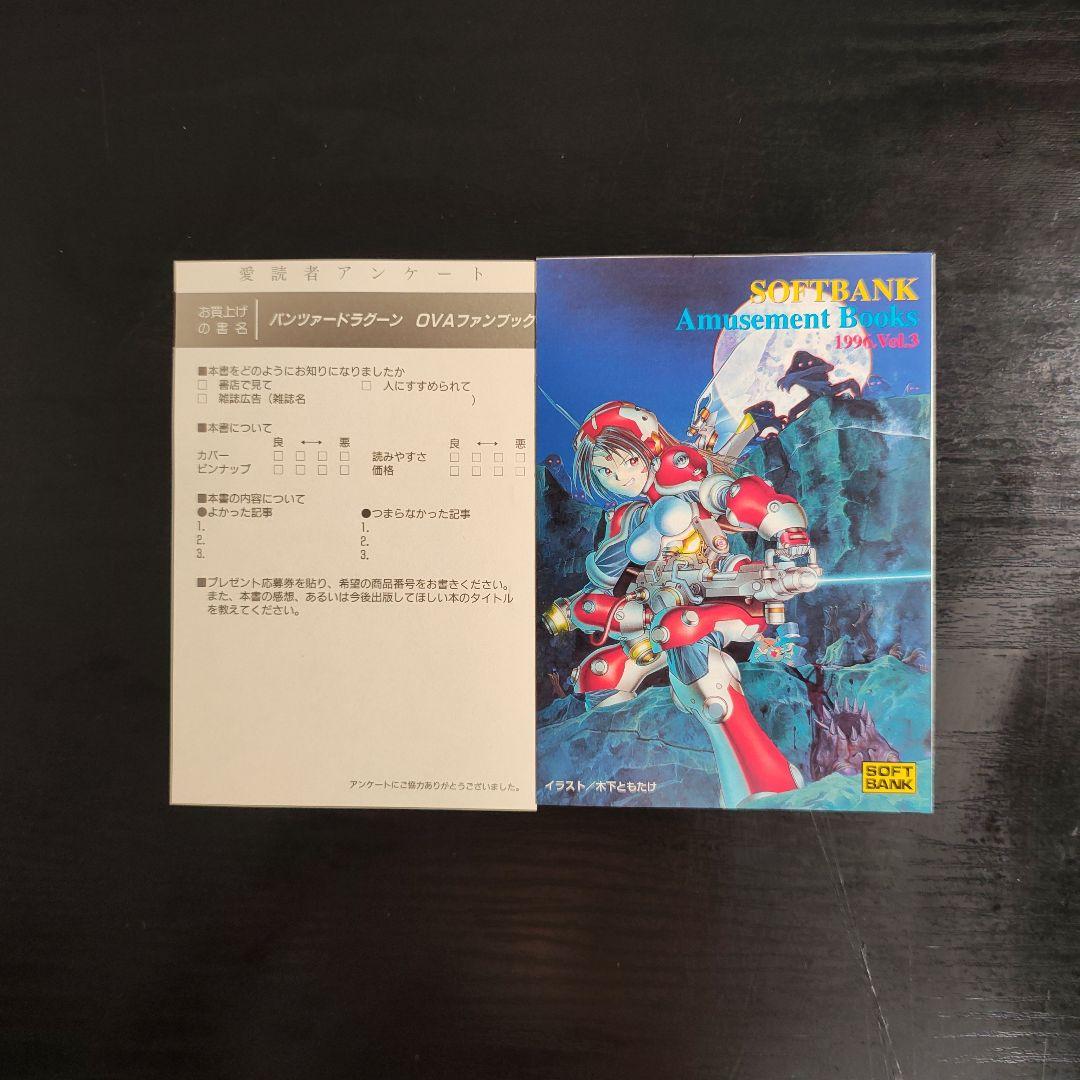 愛読者アンケート
お買上げ
の書名
パンツァードラグーン OVAファンブック
■本書をどのようにお知りになりましたか
□ 書店で見て □ 人にすすめられて
□ 雑誌広告（雑誌名 ）
■本書について
良 ←→ 悪 良 ←→ 悪
カバー □ □ □ □ 読みやすさ □ □ □ □
ピンナップ □ □ □ □ 価格 □ □ □ □
■本書の内容について
●よかった記事 ●つまらなかった記事
1. 1.
2. 2.
3. 3.
■プレゼント応募券を貼り、希望の商品番号をお書きください。
また、本書の感想、あるいは今後出版してほしい本のタイトル
を教えてください。
アンケートにご協力ありがとうございました。
SOFTBANK
Amusement Books
1996.Vol.3
イラスト／木下ともたけ
SOFT
BANK